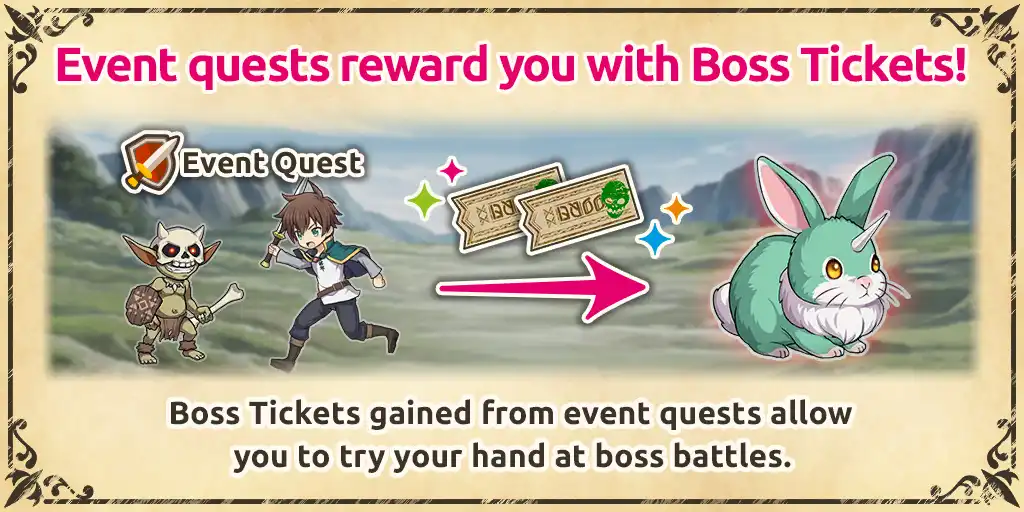 Event quests reward you with Boss Tickets!
Event Quest
Boss Tickets gained from event quests allow
you to try your hand at boss battles.